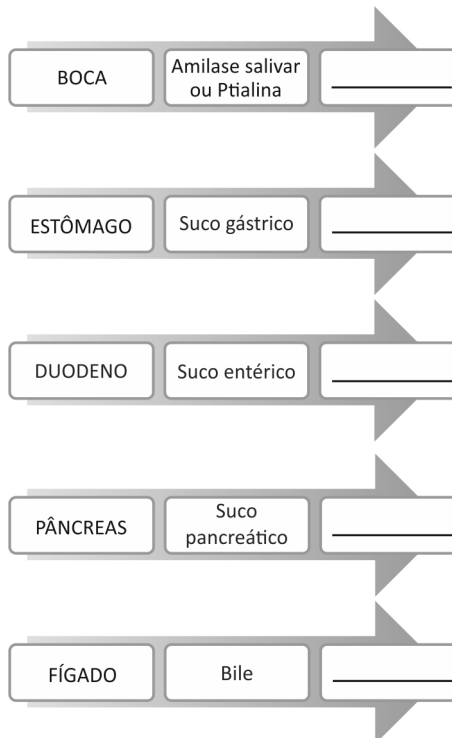 BOCA
Amilase salivar
ou Ptialina
ESTÔMAGO
Suco gástrico
DUODENO
Suco entérico
PÂNCREAS
Suco
pancreático
FÍGADO
Bile